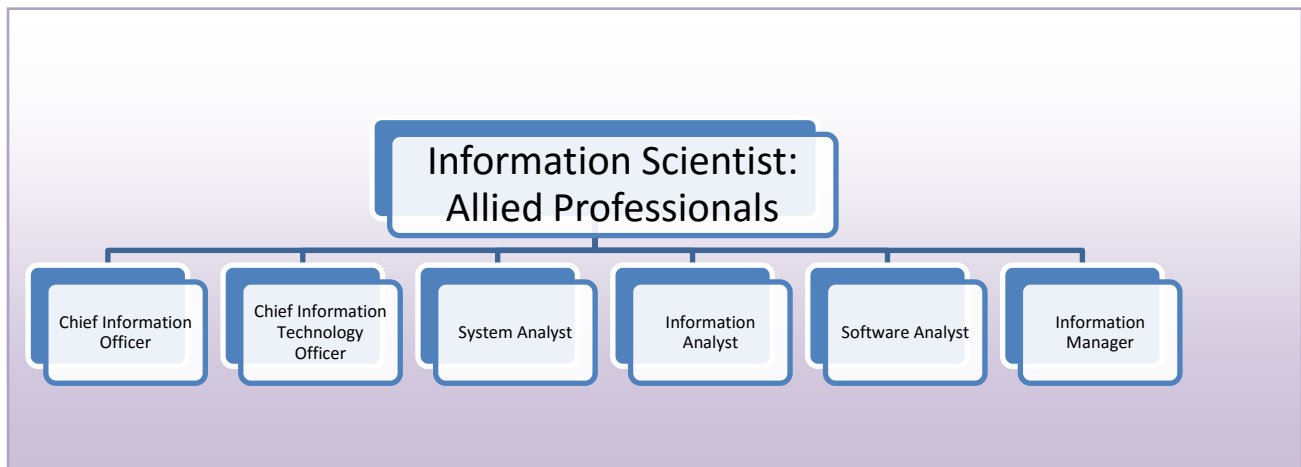 Information Scientist:
Allied Professionals
Chief Information
Officer
Chief Information
Technology
Officer
System Analyst
Information
Analyst
Software Analyst
Information
Manager